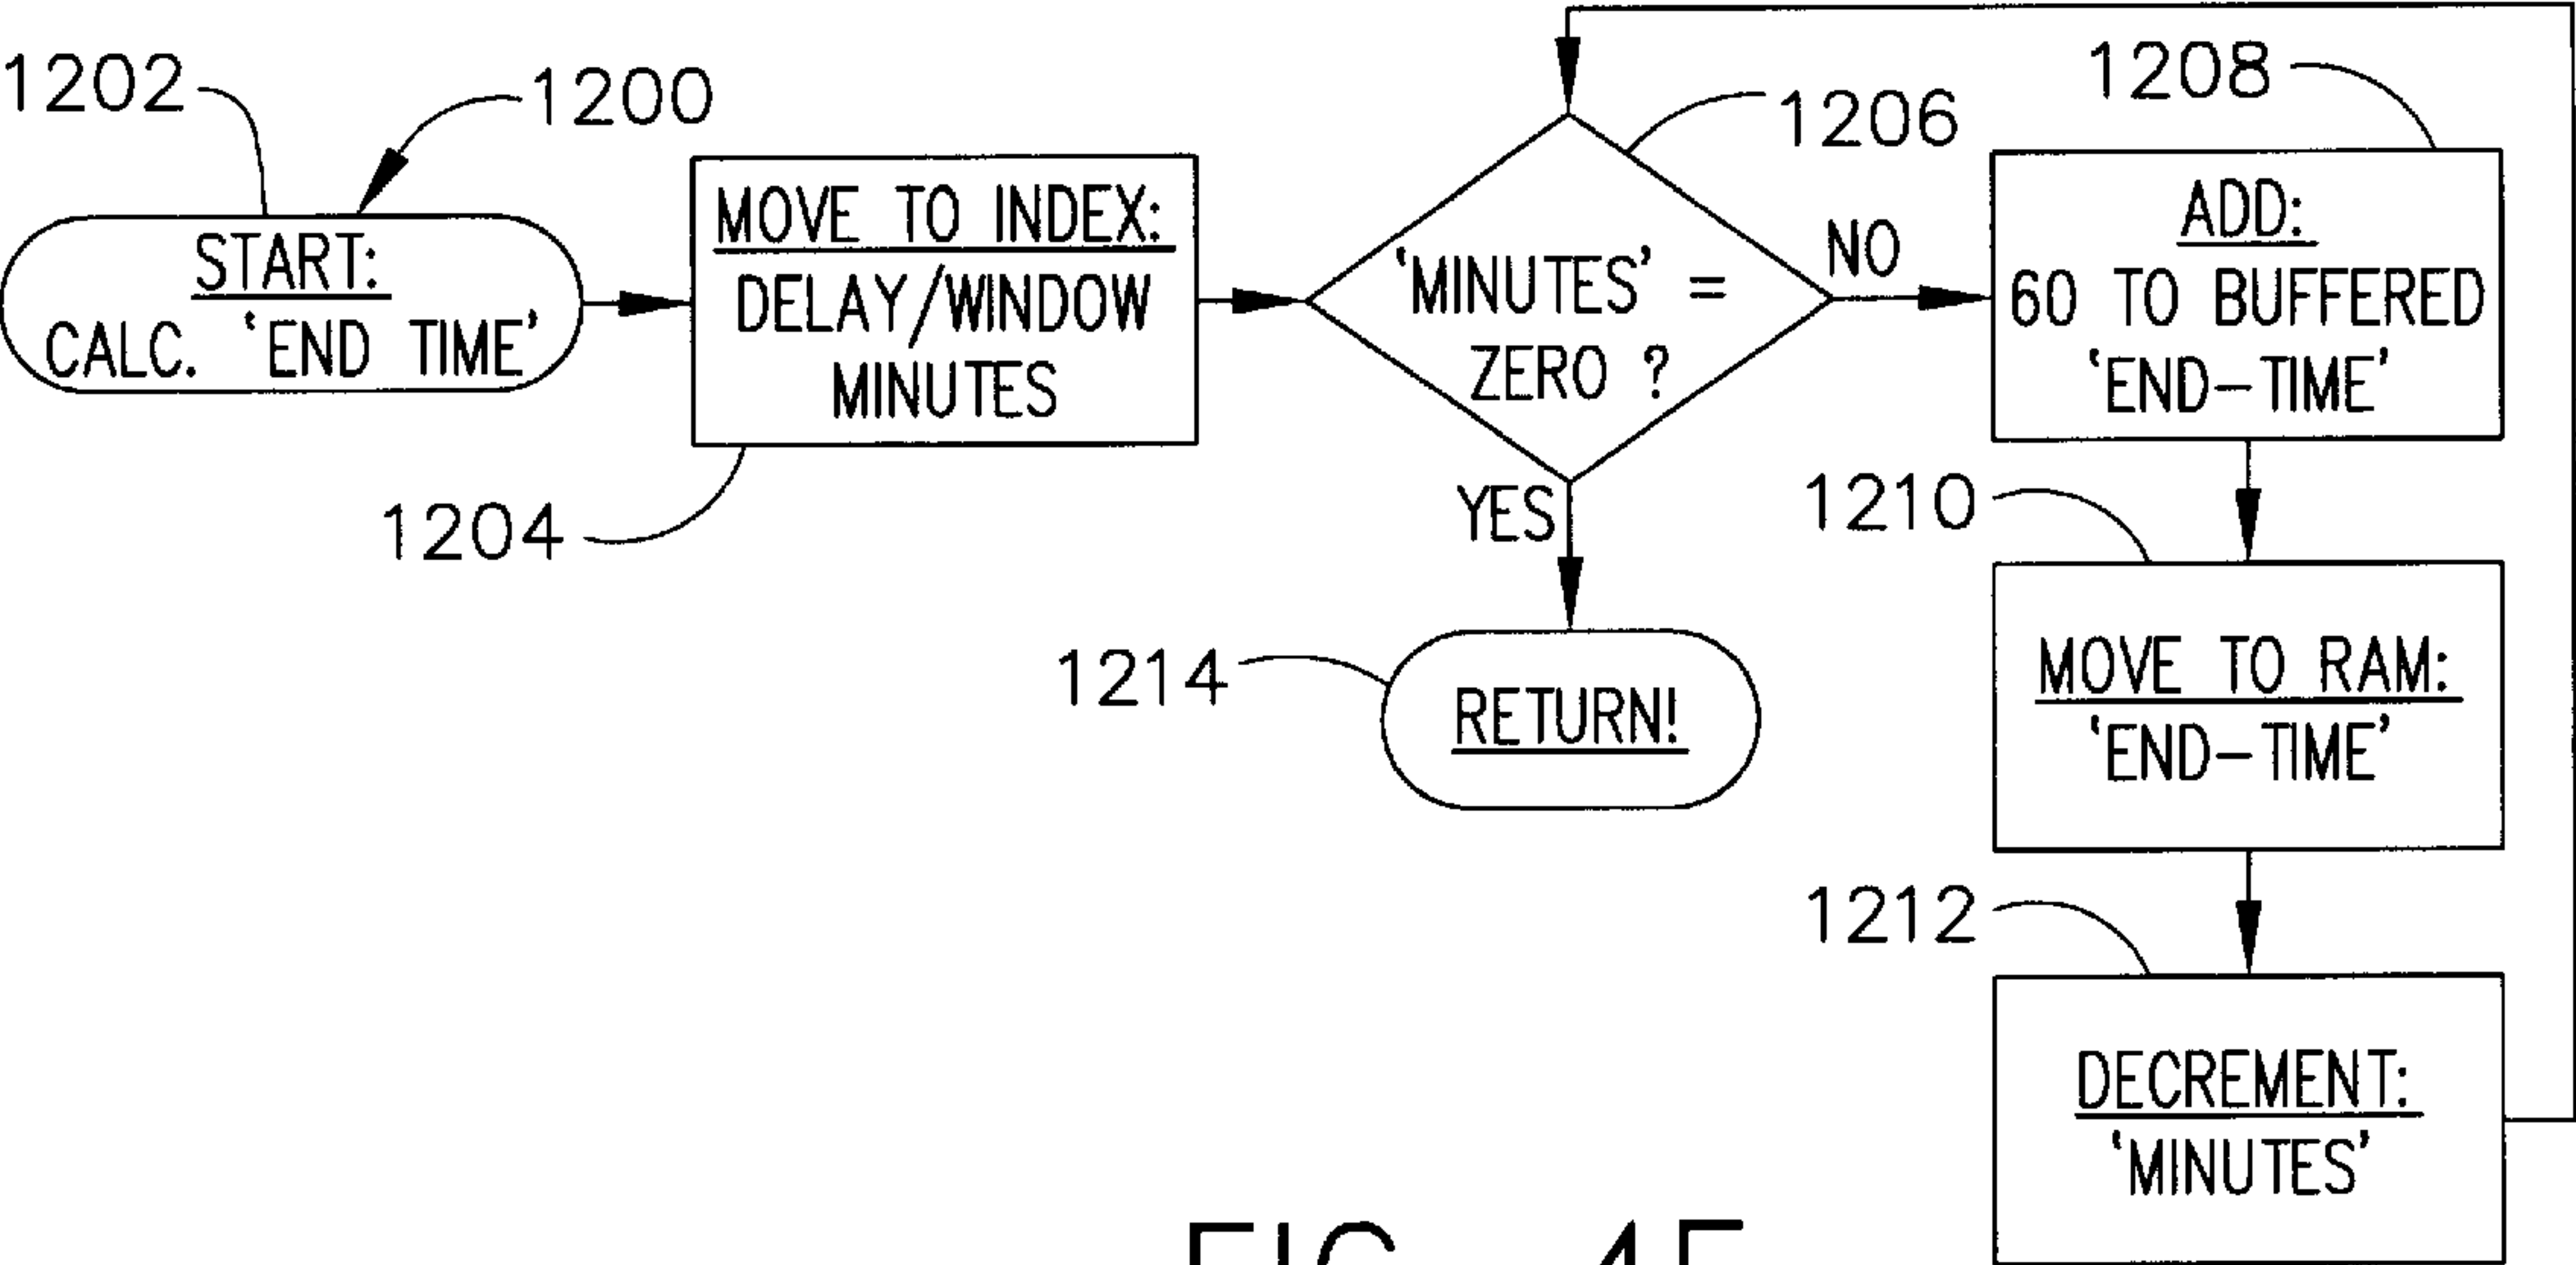 1202
1200
START:
CALC. 'END TIME'
MOVE TO INDEX:
DELAY/WINDOW
MINUTES
1204
1206
'MINUTES' =
ZERO ?
NO
YES
1208
ADD:
60 TO BUFFERED
'END-TIME'
1210
MOVE TO RAM:
'END-TIME'
1212
DECREMENT:
'MINUTES'
1214
RETURN!
FIG.